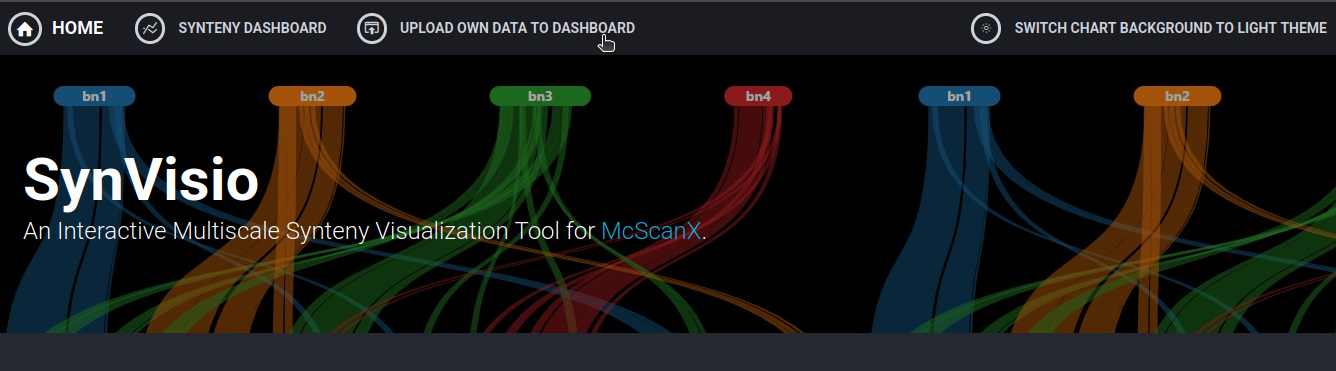 HOME SYNTENY DASHBOARD UPLOAD OWN DATA TO DASHBOARD SWITCH CHART BACKGROUND TO LIGHT THEME
bn1 bn2 bn3 bn4 bn1 bn2
SynVisio
An Interactive Multiscale Synteny Visualization Tool for McScanX.